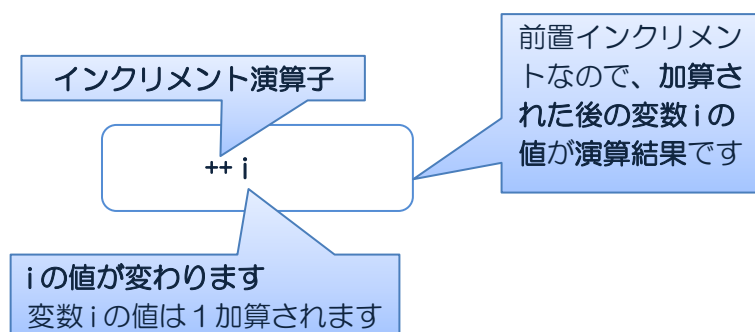 インクリメント演算子
++ i
前置インクリメン
トなので、加算さ
れた後の変数iの
値が演算結果です
iの値が変わります
変数iの値は１加算されます